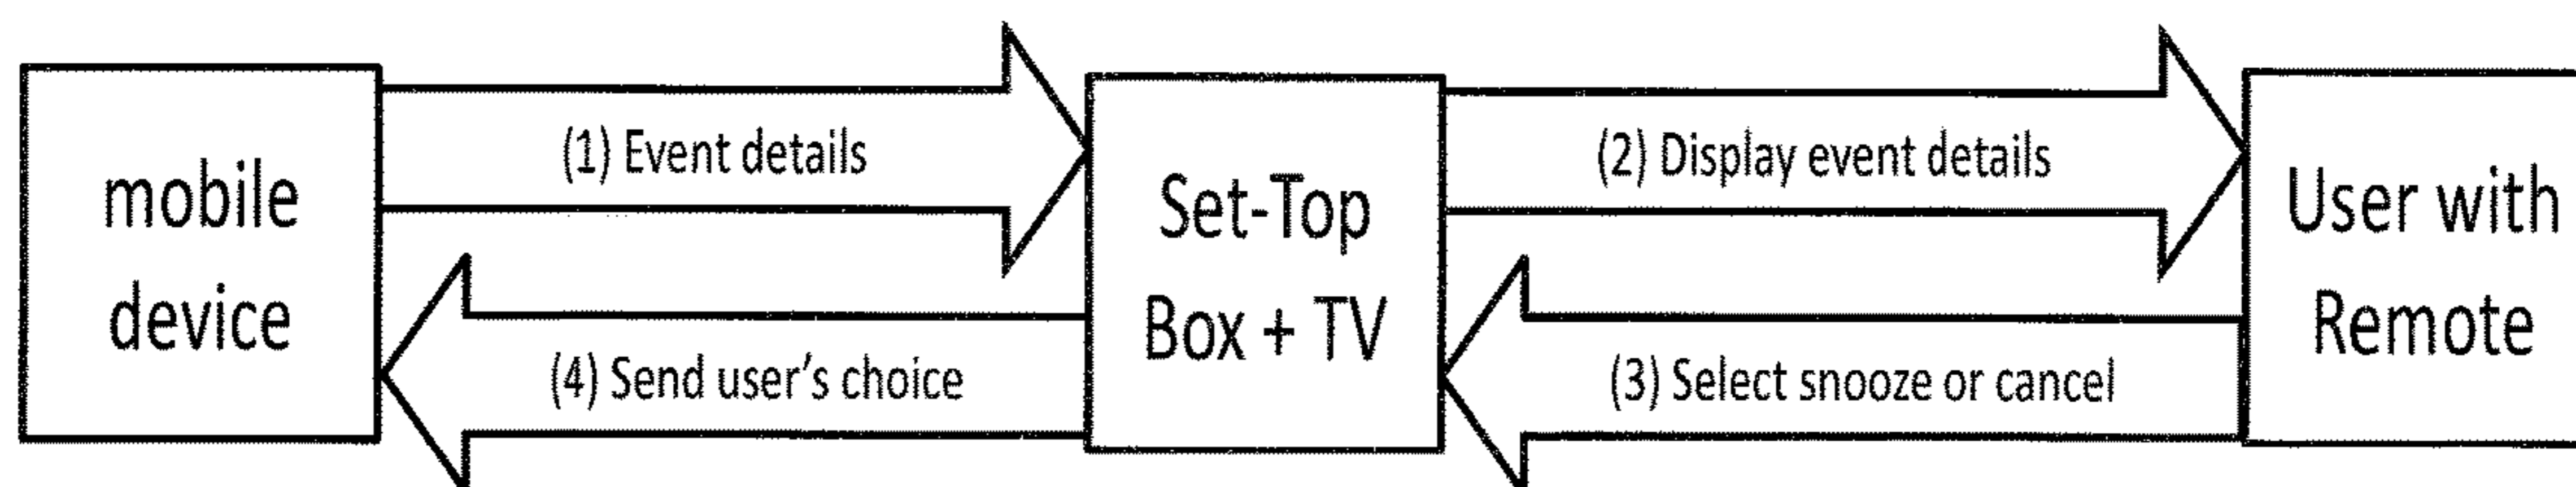 mobile
device
(1) Event details
(4) Send user's choice
Set-Top
Box + TV
(2) Display event details
(3) Select snooze or cancel
User with
Remote